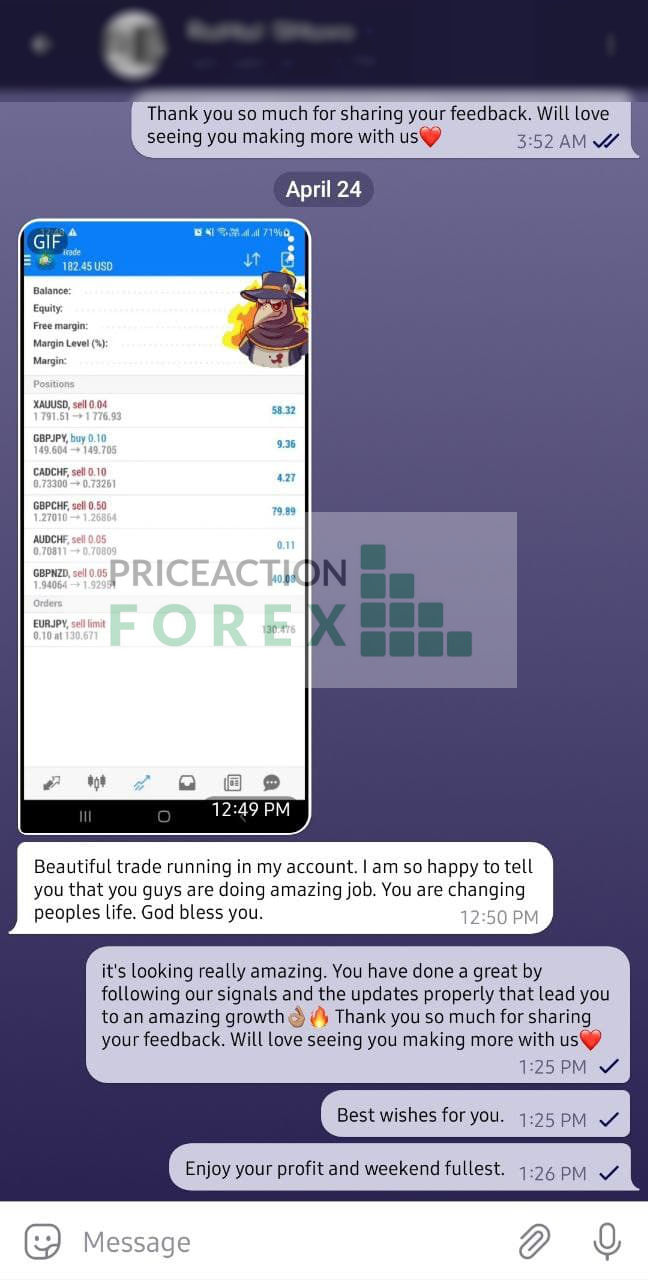 Thank you so much for sharing your feedback. Will love
seeing you making more with us❤️ 3:52 AM
April 24
GIF
71%
Trade
182.45 USD
Balance:
Equity:
Free margin:
Margin Level (%):
Margin:
Positions
XAUUSD, sell 0.04
1 791.51 → 1 776.93 58.32
GBPJPY, buy 0.10
149.604 → 149.705 9.36
CADCHF, sell 0.10
0.73300 → 0.73261 4.27
GBPCHF, sell 0.50
1.27010 → 1.26864 79.89
AUDCHF, sell 0.05
0.70811 → 0.70809 0.11
GBPNZD, sell 0.05
1.94064 → 1.92951 40.08
PRICEACTION
FOREX
Orders
EURJPY, sell limit
0.10 at 130.671 130.476
12:49 PM
Beautiful trade running in my account. I am so happy to tell
you that you guys are doing amazing job. You are changing
peoples life. God bless you. 12:50 PM
it's looking really amazing. You have done a great by
following our signals and the updates properly that lead you
to an amazing growth👌🏽🔥 Thank you so much for sharing
your feedback. Will love seeing you making more with us❤️
1:25 PM
Best wishes for you. 1:25 PM
Enjoy your profit and weekend fullest. 1:26 PM
Message